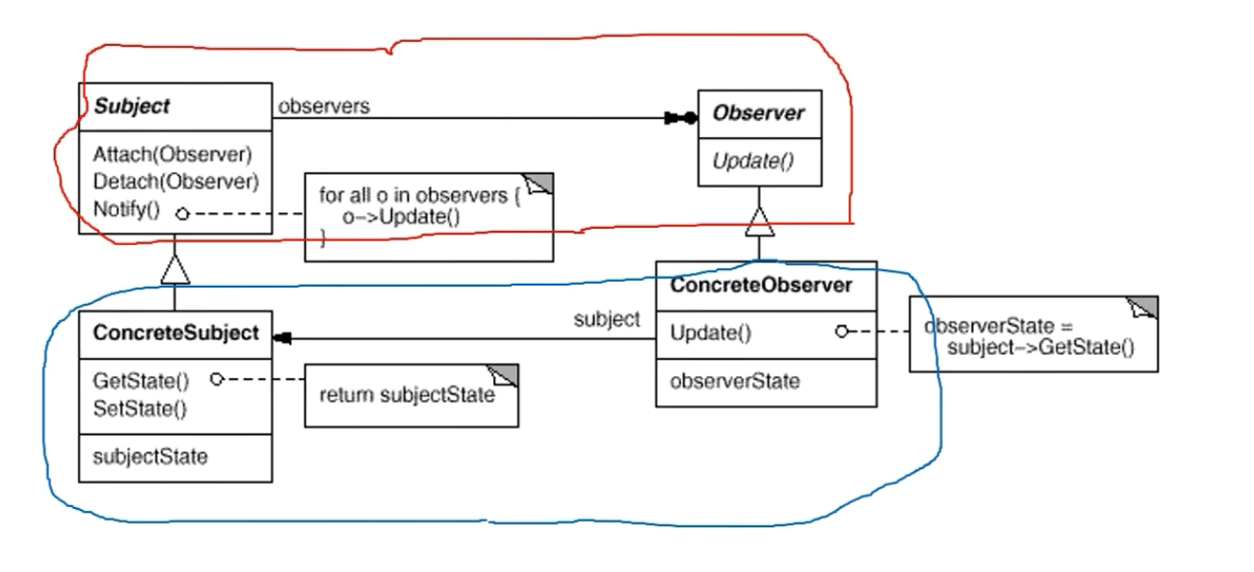 Subject
observers
Observer
Attach(Observer)
Detach(Observer)
Notify()
for all o in observers {
o->Update()
}
Update()
ConcreteSubject
GetState()
SetState()
subjectState
return subjectState
subject
ConcreteObserver
Update()
observerState
observerState =
subject->GetState()